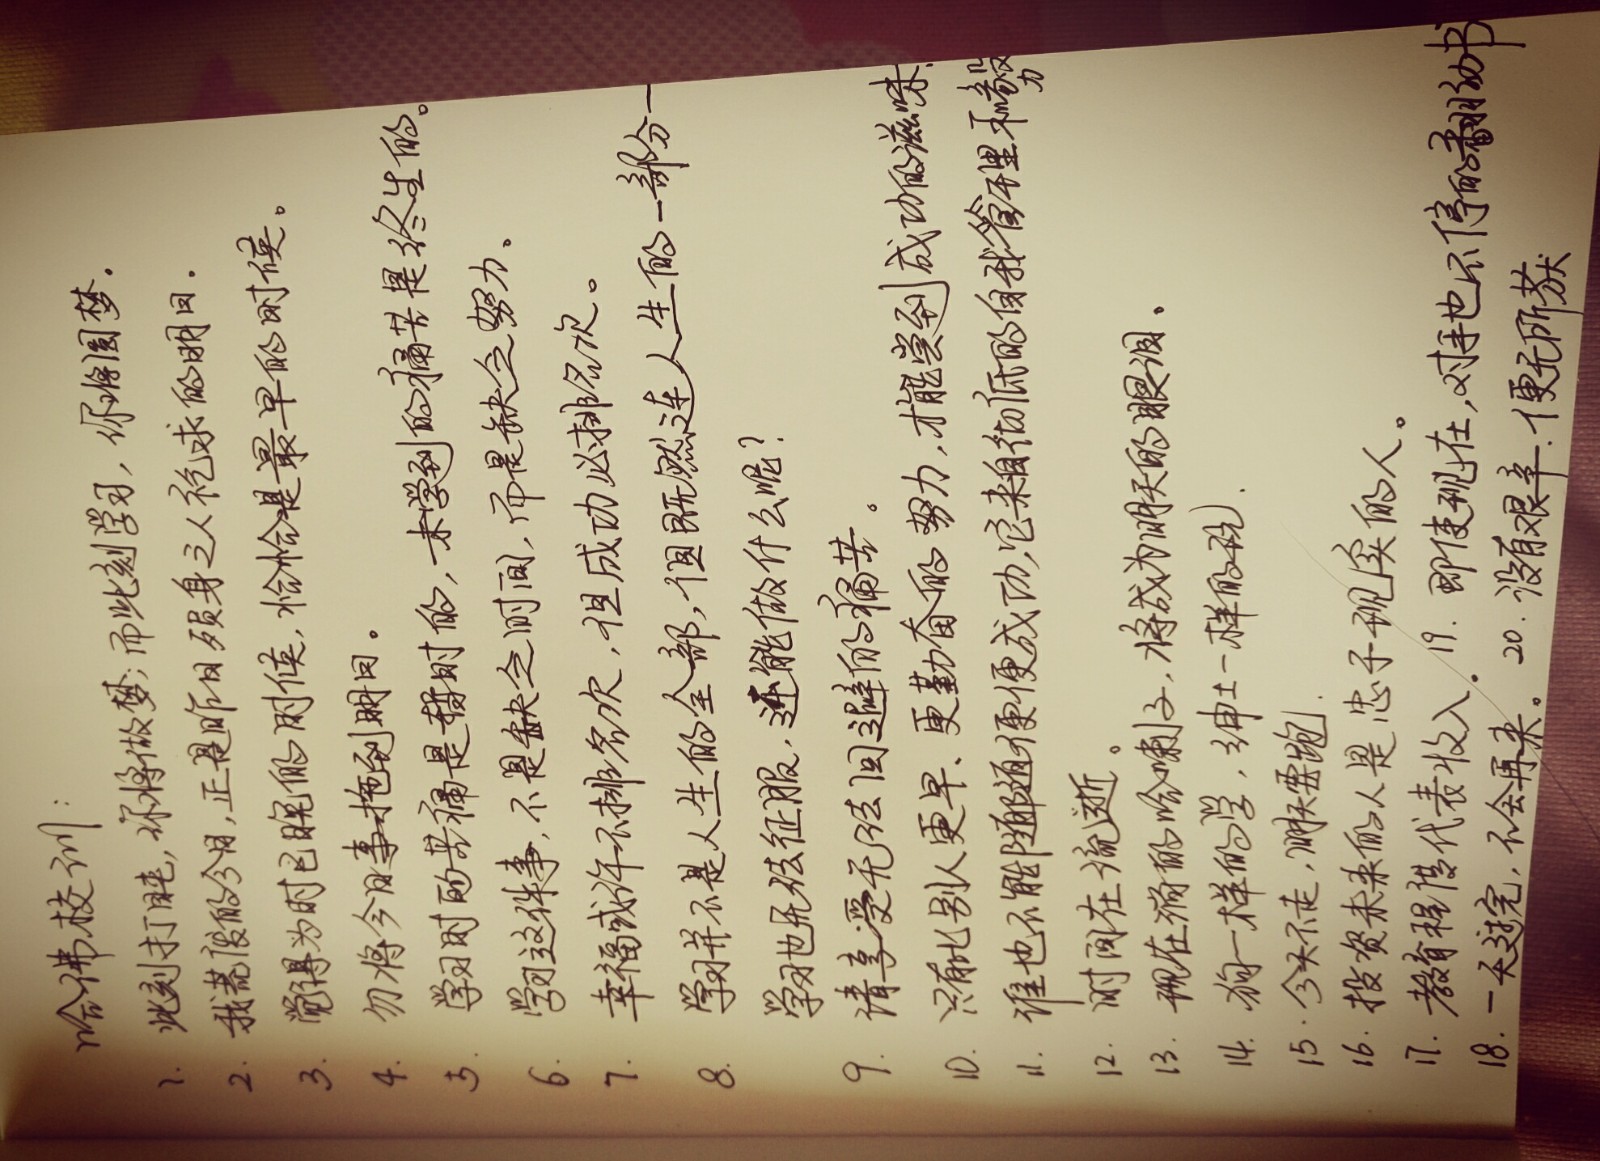 哈佛校训：
1. 此刻打盹，你将做梦；而此刻学习，你将圆梦．
2. 我荒废的今日，正是昨日殒身之人祈求的明日．
3. 觉得为时已晚的时候，恰恰是最早的时候。
4. 勿将今日事拖到明日。
5. 学习时的苦痛是暂时的，未学到的痛苦是终生的。
6. 学习这件事，不是缺乏时间，而是缺乏努力．
7. 幸福或许不排名次，但成功必排名次。
8. 学习并不是人生的全部，但既然连人生的一部分一
学习也无法征服，还能做什么呢？
9. 请享受无法回避的痛苦。
10. 只有比别人更早、更勤奋的努力，才能尝到成功的滋味．
11. 谁也不能随随便便成功，它来自彻底的自我管理和毅力
12. 时间在流逝。
13. 现在淌的哈喇子，将成为明天的眼泪。
14. 狗一样的学，绅士一样的玩．
15. 今天不走，明天要跑．
16. 投资未来的人是忠于现实的人。
17. 教育程度代表收入。 19. 即使现在，对手也不停的翻动书
18. 一天过完，不会再来。 20. 没有艰辛．便无所获